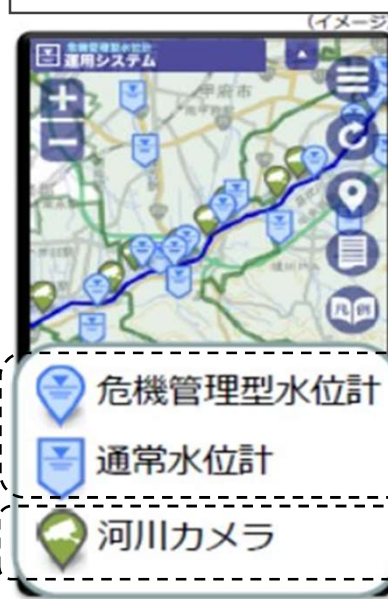 (イメージ
危機管理型水位計
運用システム
甲府市
凡例
危機管理型水位計
通常水位計
河川カメラ